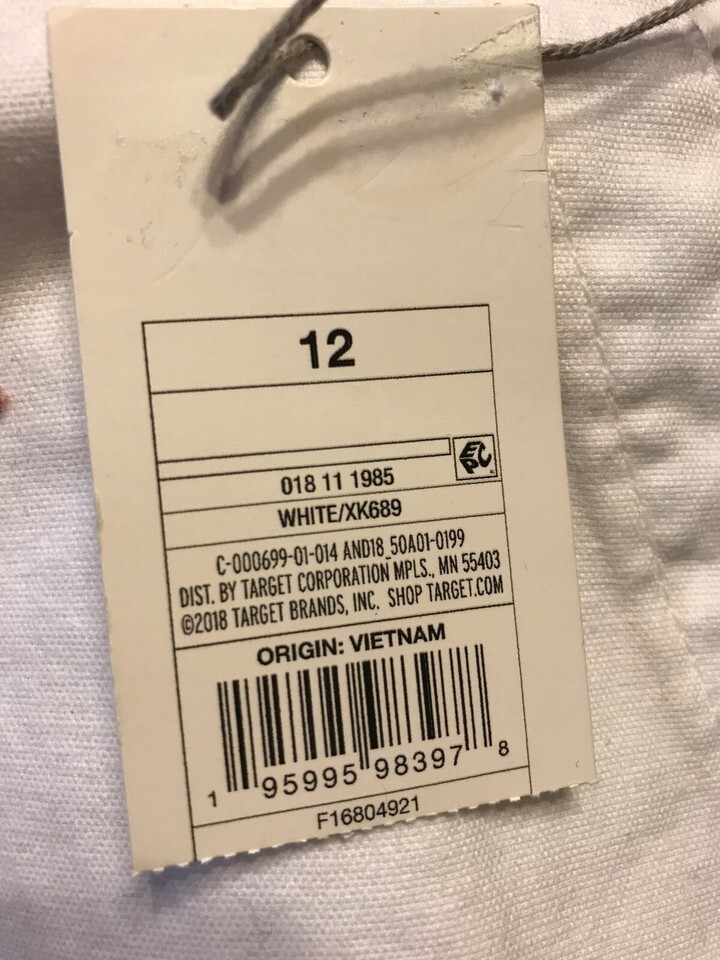 12
EPC
018 11 1985
WHITE/XK689
C-000699-01-014 AND18_50A01-0199
DIST. BY TARGET CORPORATION MPLS., MN 55403
©2018 TARGET BRANDS, INC. SHOP TARGET.COM
ORIGIN: VIETNAM
1 95995 98397 8
F16804921